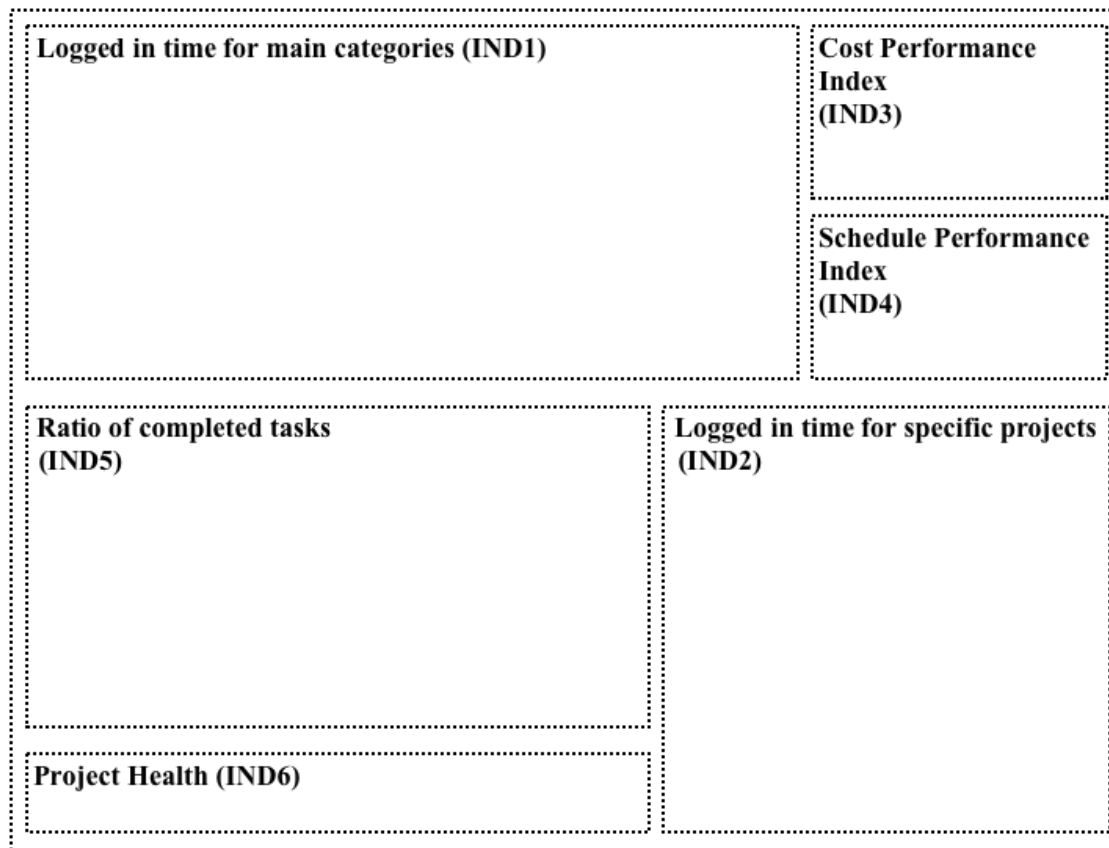 Logged in time for main categories (IND1)
Cost Performance
Index
(IND3)
Schedule Performance
Index
(IND4)
Ratio of completed tasks
(IND5)
Logged in time for specific projects
(IND2)
Project Health (IND6)